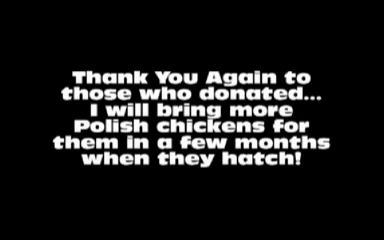 Thank You Again to
those who donated...
I will bring more
Polish chickens for
them in a few months
when they hatch!